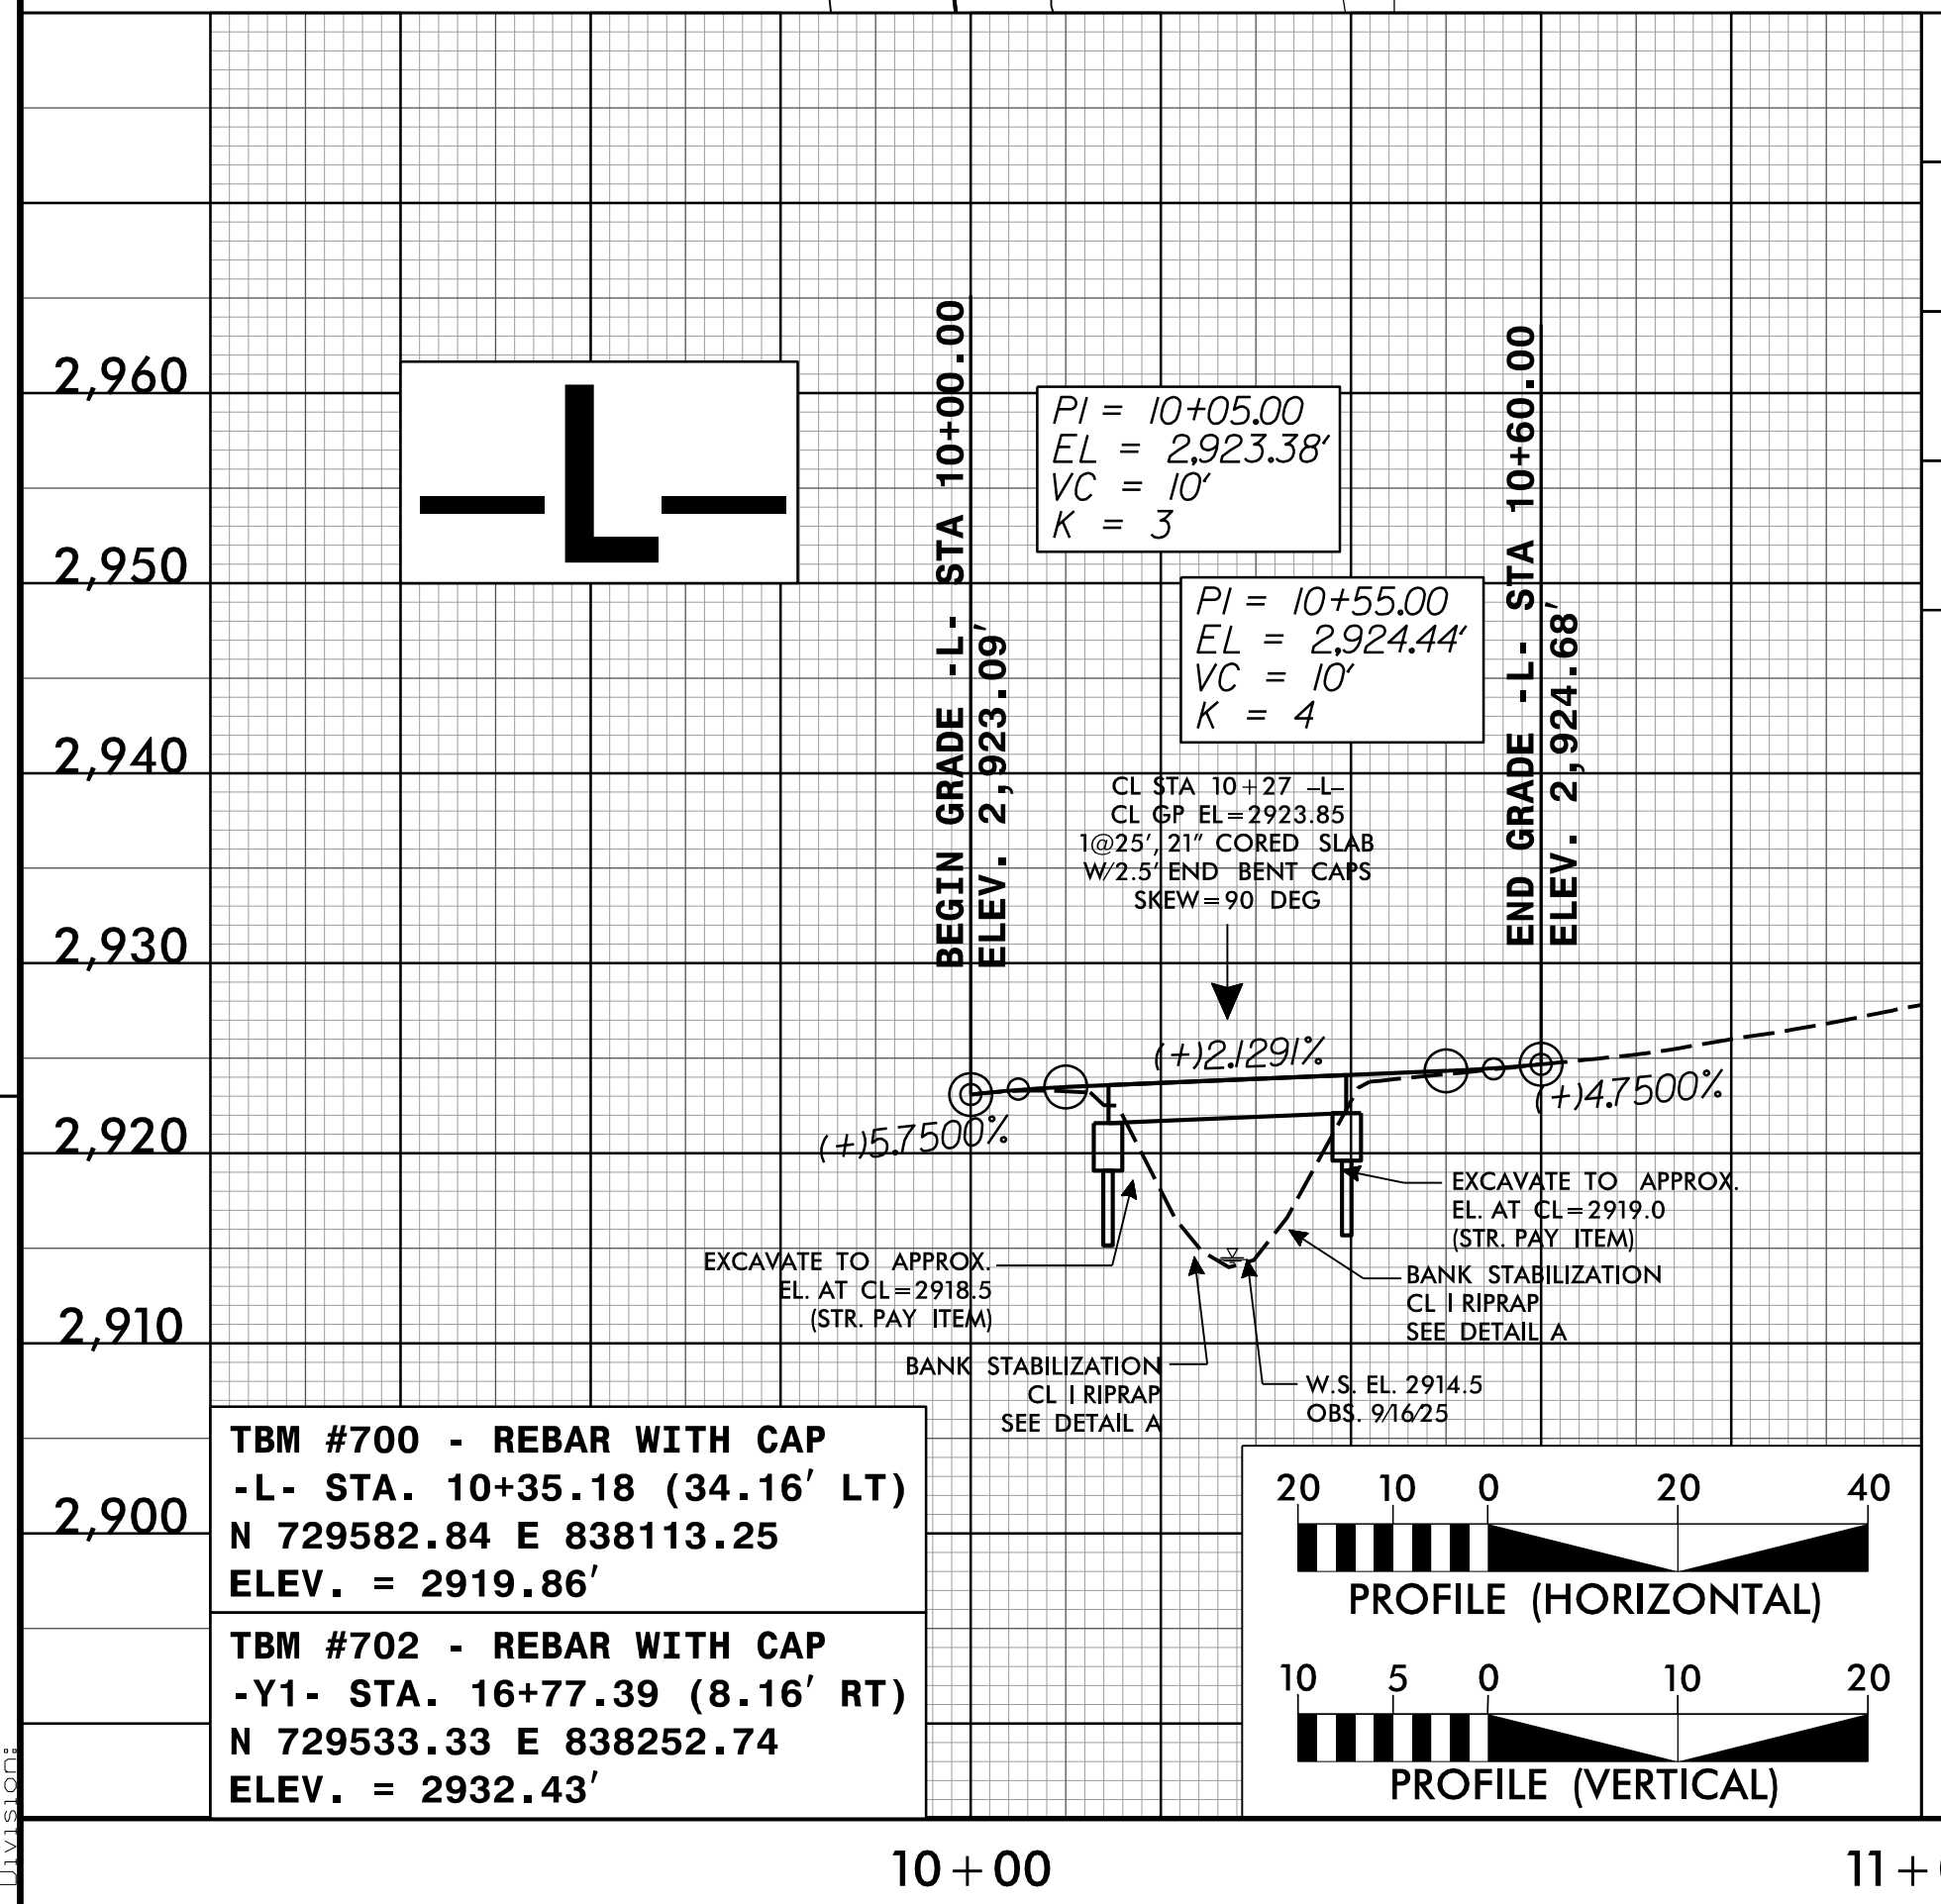 2,960
2,950
2,940
2,930
2,920
2,910
2,900
-L-
BEGIN GRADE -L- STA 10+00.00
ELEV. 2,923.09'
PI = 10+05.00
EL = 2,923.38'
VC = 10'
K = 3
PI = 10+55.00
EL = 2,924.44'
VC = 10'
K = 4
END GRADE -L- STA 10+60.00
ELEV. 2,924.68'
CL STA 10+27 -L-
CL GP EL=2923.85
1@25', 21" CORED SLAB
W/2.5' END BENT CAPS
SKEW=90 DEG
(+)5.7500%
(+)2.1291%
(+)4.7500%
EXCAVATE TO APPROX.
EL. AT CL=2918.5
(STR. PAY ITEM)
EXCAVATE TO APPROX.
EL. AT CL=2919.0
(STR. PAY ITEM)
BANK STABILIZATION
CL I RIPRAP
SEE DETAIL A
BANK STABILIZATION
CL I RIPRAP
SEE DETAIL A
W.S. EL. 2914.5
OBS. 9/16/25
TBM #700 - REBAR WITH CAP
-L- STA. 10+35.18 (34.16' LT)
N 729582.84 E 838113.25
ELEV. = 2919.86'
TBM #702 - REBAR WITH CAP
-Y1- STA. 16+77.39 (8.16' RT)
N 729533.33 E 838252.74
ELEV. = 2932.43'
20 10 0 20 40
PROFILE (HORIZONTAL)
10 5 0 10 20
PROFILE (VERTICAL)
Division:
10+00
11+